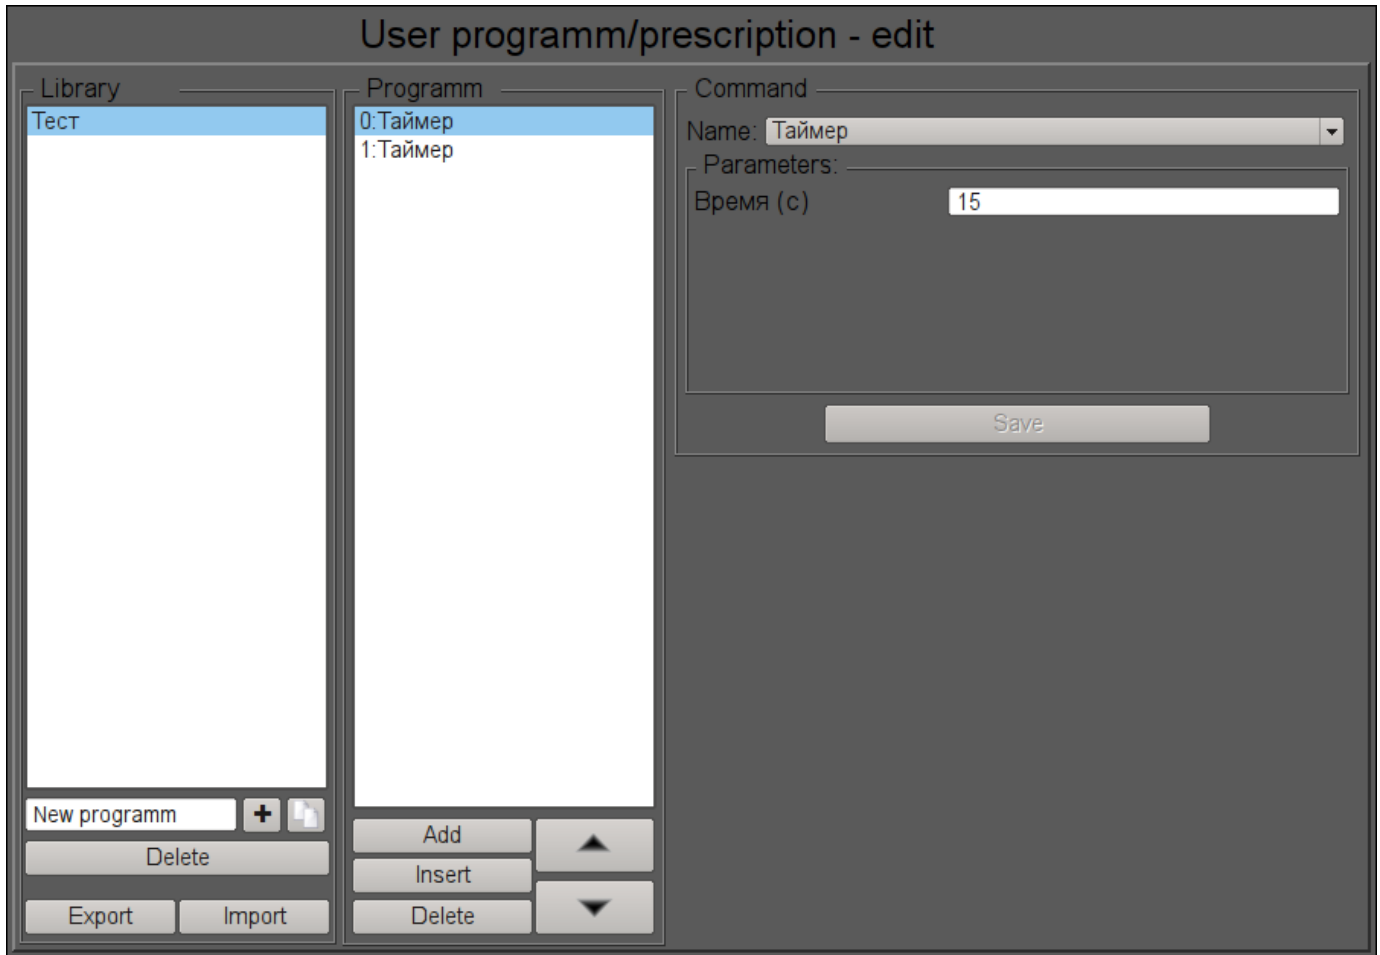 User programm/prescription - edit
Library
Тест
New programm
+
Delete
Export
Import
Programm
0:Таймер
1:Таймер
Add
Insert
Delete
Command
Name: Таймер
Parameters:
Время (с) 15
Save